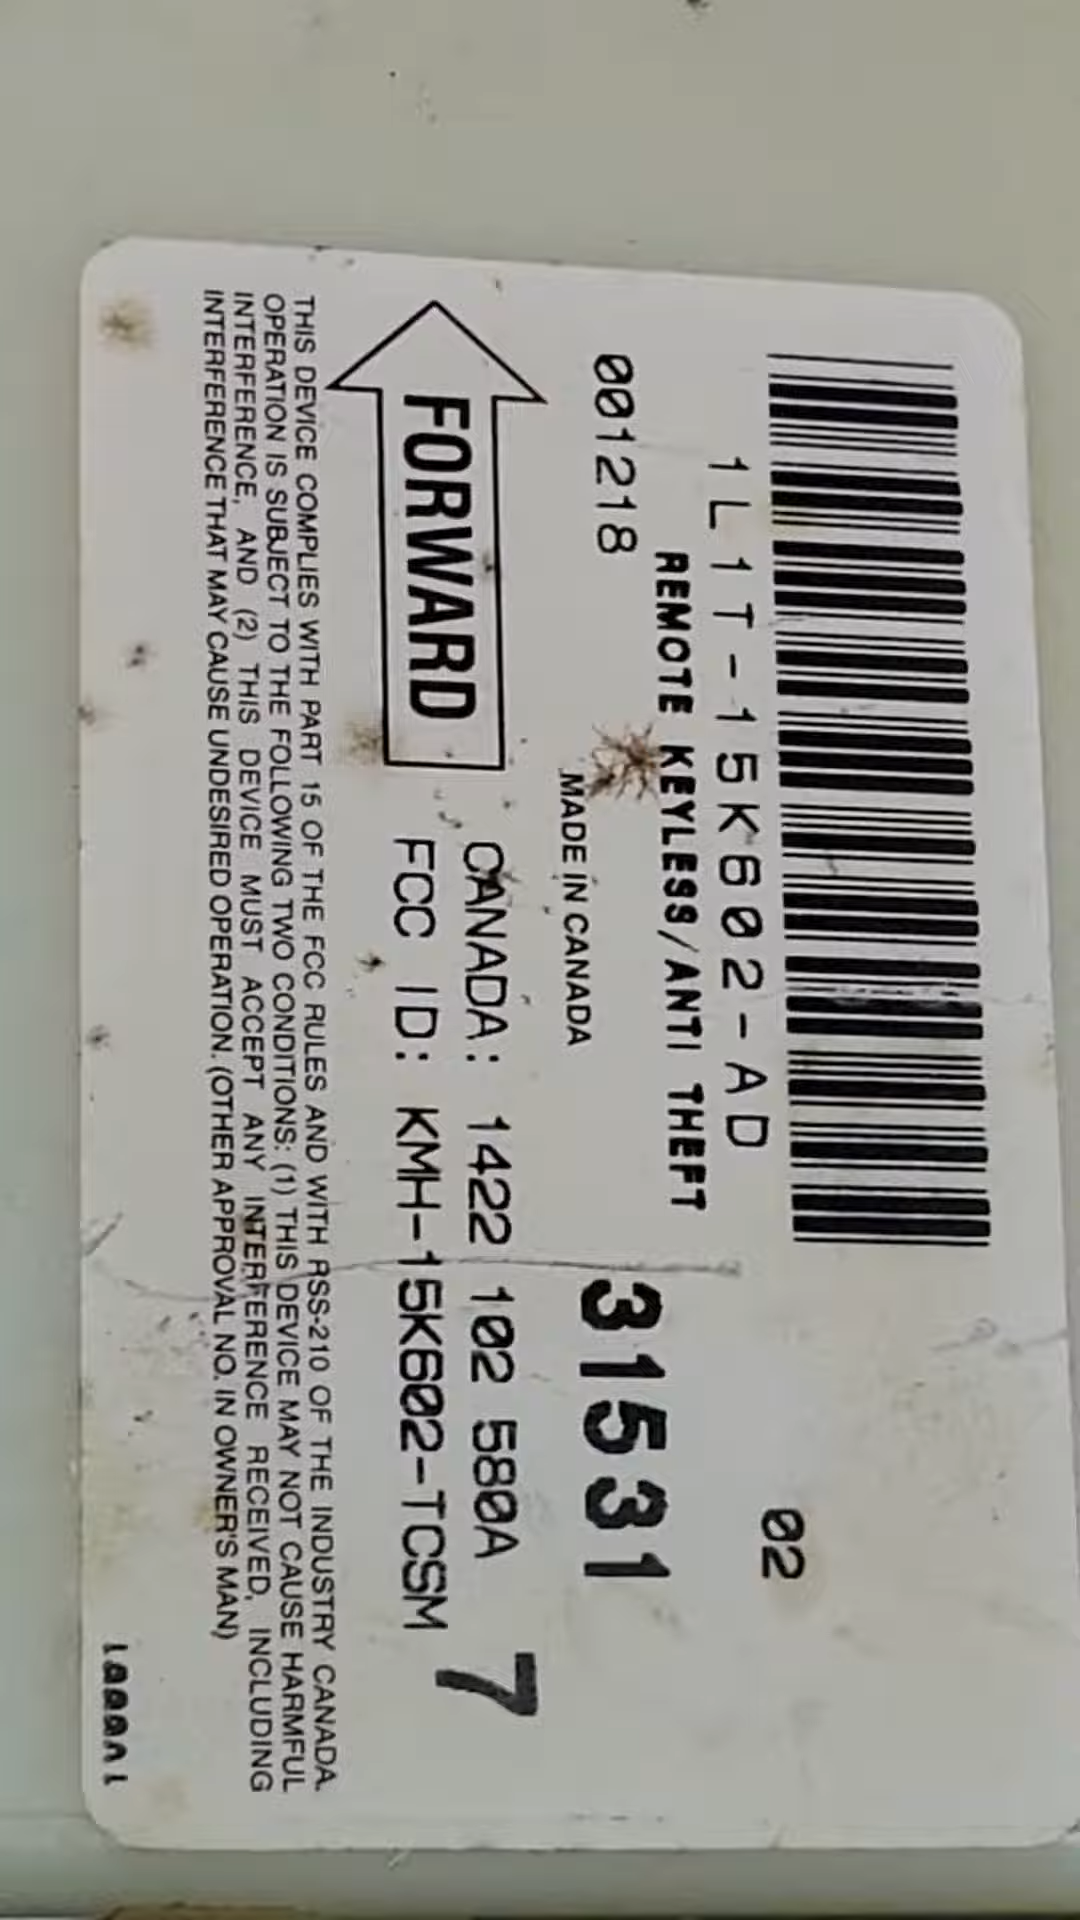 02
1L1T-15K602-AD
REMOTE KEYLESS/ANTI THEFT
001218
31531
MADE IN CANADA
FORWARD
CANADA: 1422 102 580A
FCC ID: KMH-15K602-TCSM
7
THIS DEVICE COMPLIES WITH PART 15 OF THE FCC RULES AND WITH RSS-210 OF THE INDUSTRY CANADA.
OPERATION IS SUBJECT TO THE FOLLOWING TWO CONDITIONS: (1) THIS DEVICE MAY NOT CAUSE HARMFUL
INTERFERENCE, AND (2) THIS DEVICE MUST ACCEPT ANY INTERFERENCE RECEIVED, INCLUDING
INTERFERENCE THAT MAY CAUSE UNDESIRED OPERATION. (OTHER APPROVAL NO. IN OWNER'S MAN)